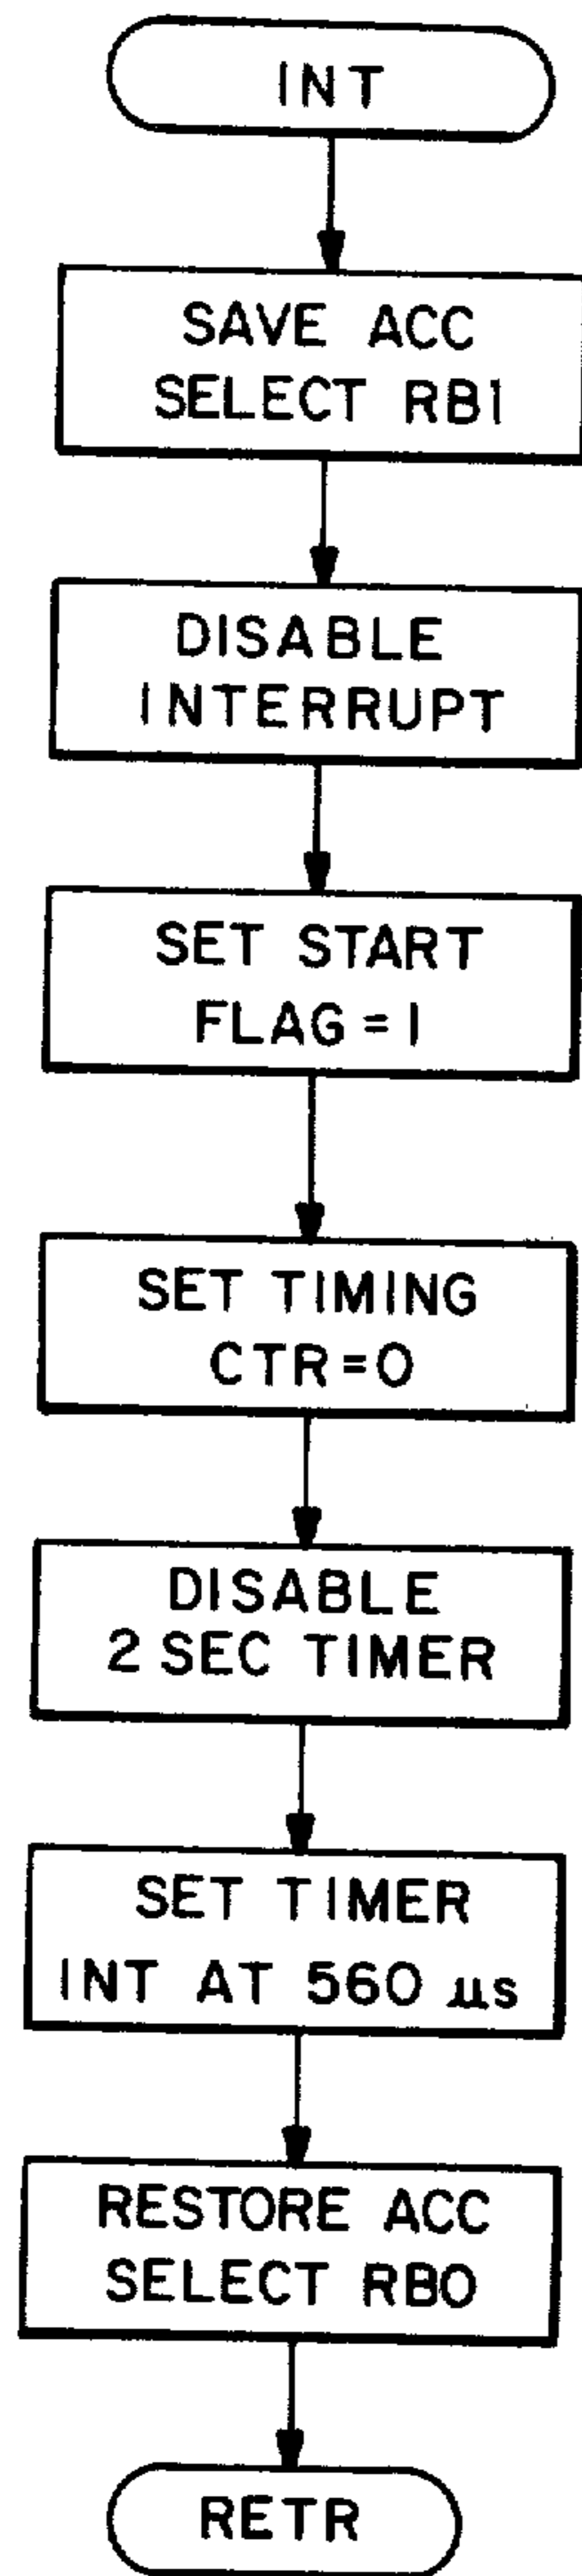 INT
SAVE ACC
SELECT RB1
DISABLE
INTERRUPT
SET START
FLAG = 1
SET TIMING
CTR = 0
DISABLE
2 SEC TIMER
SET TIMER
INT AT 560 µs
RESTORE ACC
SELECT RB0
RETR